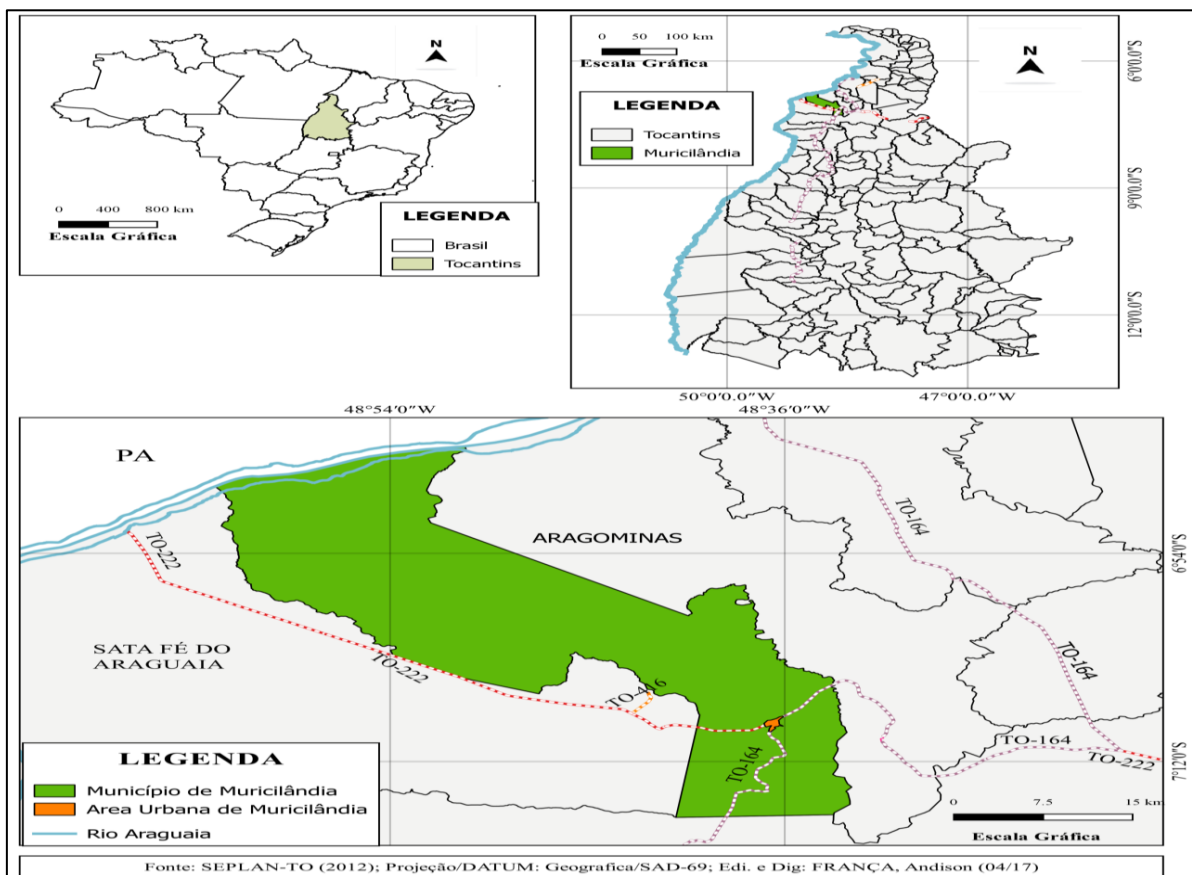 N
0 400 800 km
Escala Gráfica
LEGENDA
Brasil
Tocantins
0 50 100 km
Escala Gráfica
N
LEGENDA
Tocantins
Muricilândia
6°0'0.0"S
9°0'0.0"S
12°0'0.0"S
50°0'0.0"W 47°0'0.0"W
48°54'0"W 48°36'0"W
PA
TO-222
TO-164
ARAGOMINAS
6°54'0"S
SATA FÉ DO
ARAGUAIA
TO-222
TO-416
TO-164
TO-164
TO-164
TO-222
7°12'0"S
LEGENDA
Município de Muricilândia
Area Urbana de Muricilândia
Rio Araguaia
0 7.5 15 km
Escala Gráfica
Fonte: SEPLAN-TO (2012); Projeção/DATUM: Geografica/SAD-69; Edi. e Dig: FRANÇA, Andison (04/17)